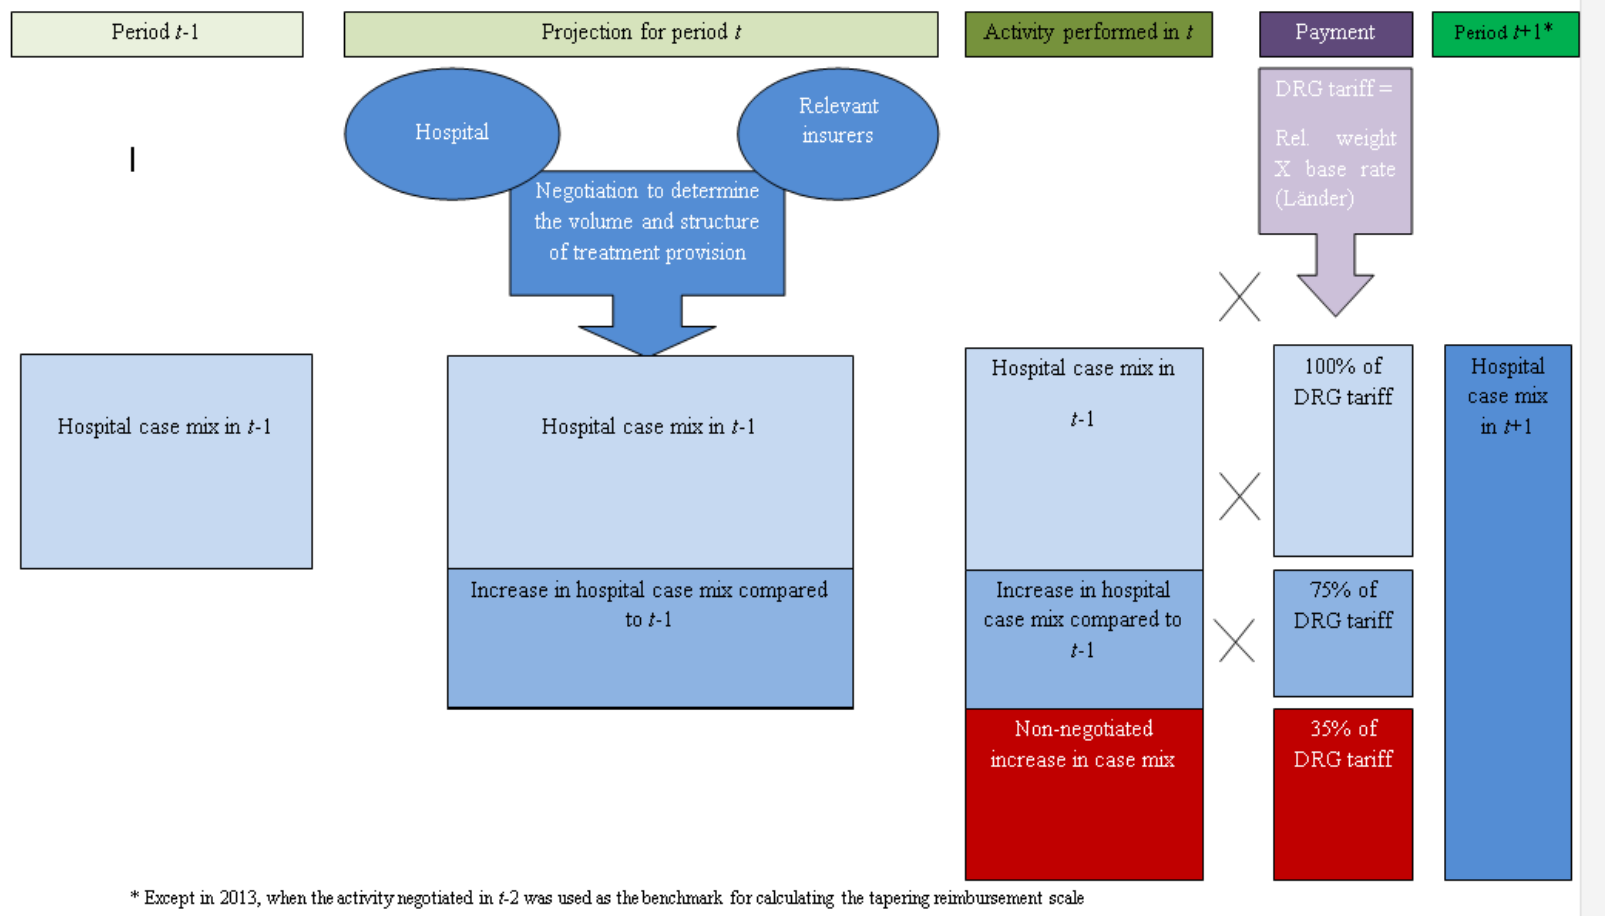 Period t-1
Projection for period t
Activity performed in t
Payment
Period t+1*
Hospital
Relevant
insurers
Negotiation to determine
the volume and structure
of treatment provision
DRG tariff =
Rel. weight
X base rate
(Länder)
Hospital case mix in t-1
Hospital case mix in t-1
Increase in hospital case mix compared
to t-1
Hospital case mix in
t-1
Increase in hospital
case mix compared to
t-1
Non-negotiated
increase in case mix
100% of
DRG tariff
75% of
DRG tariff
35% of
DRG tariff
Hospital
case mix
in t+1
* Except in 2013, when the activity negotiated in t-2 was used as the benchmark for calculating the tapering reimbursement scale